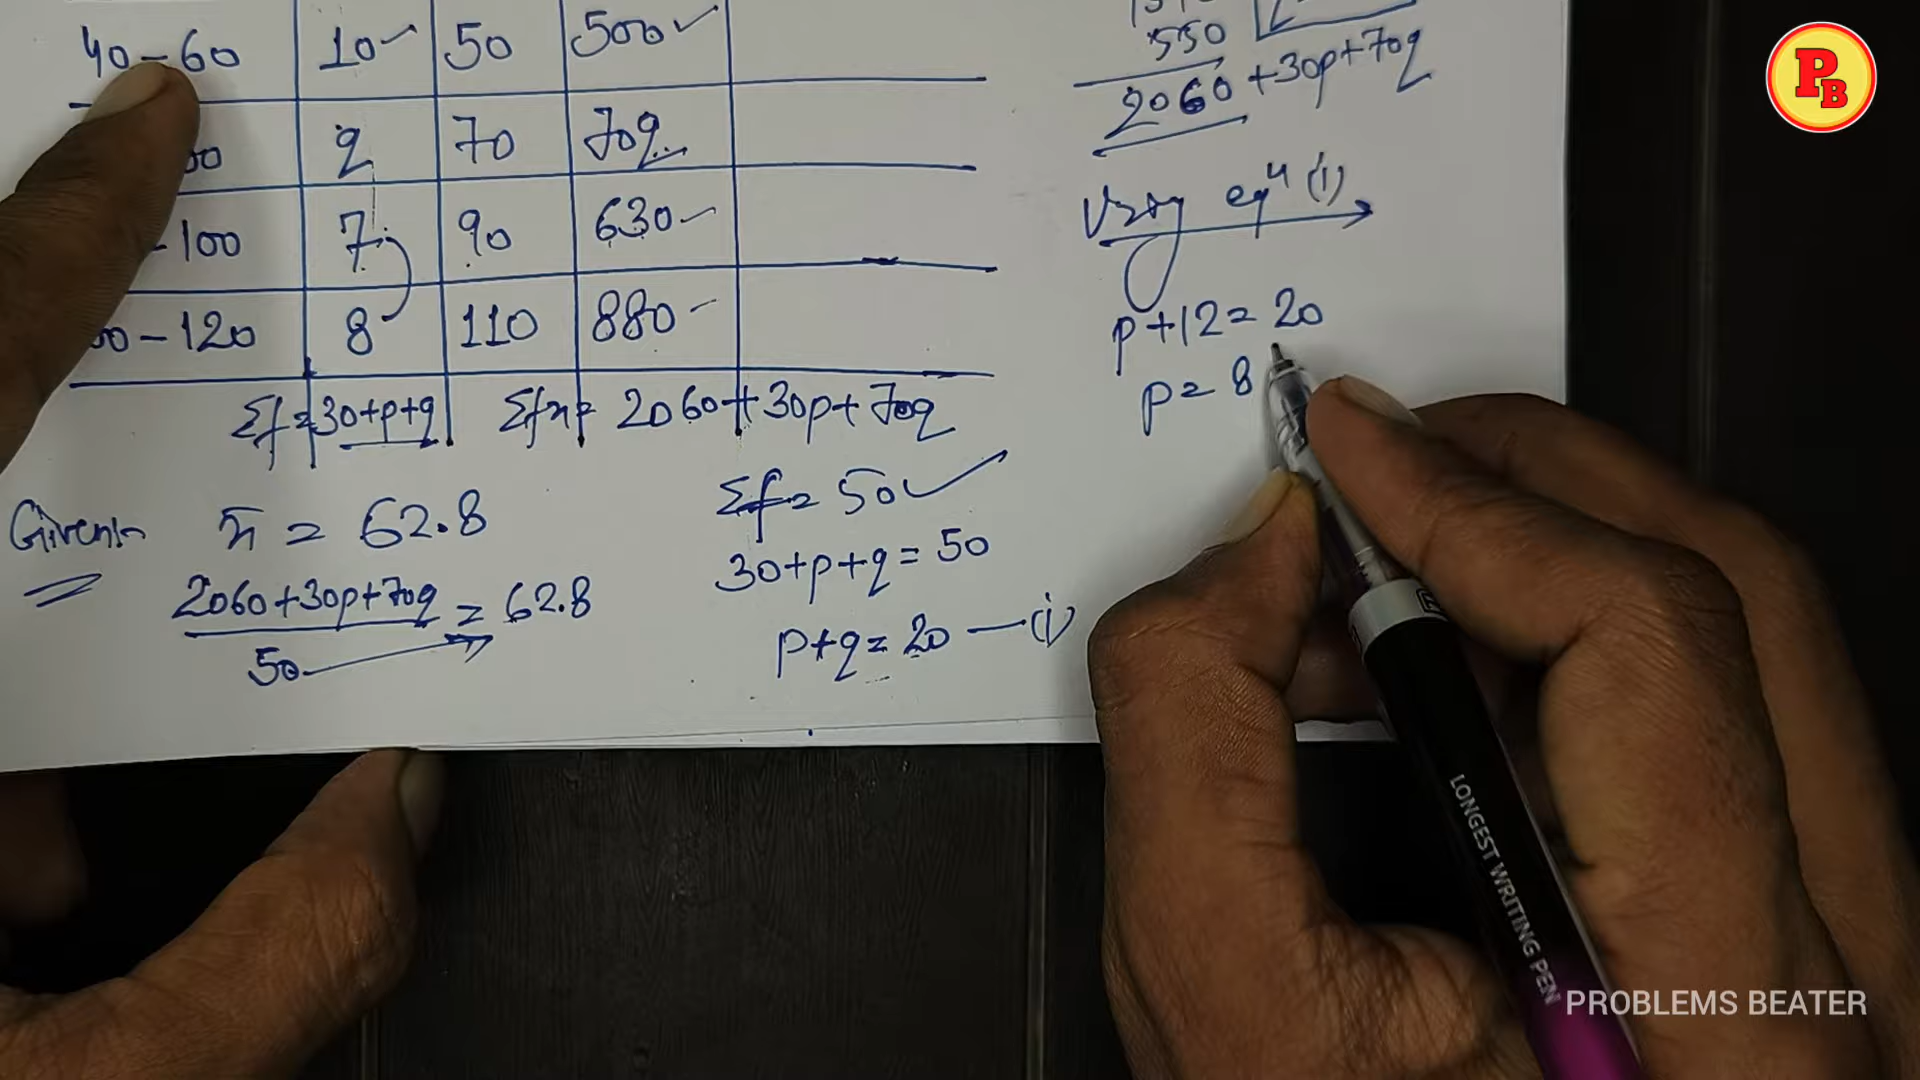 40-60 10 50 500
q 70 70q
-100 7 90 630
-120 8 110 880
Σf=30+p+q Σfx= 2060+30p+70q
Given:- x̄ = 62.8
2060+30p+70q = 62.8
50
Σf= 50
30+p+q= 50
p+q= 20 -(i)
550
2060 +30p+70q
Using eqn (i)
p+12= 20
p= 8
PB
LONGEST WRITING PEN
PROBLEMS BEATER